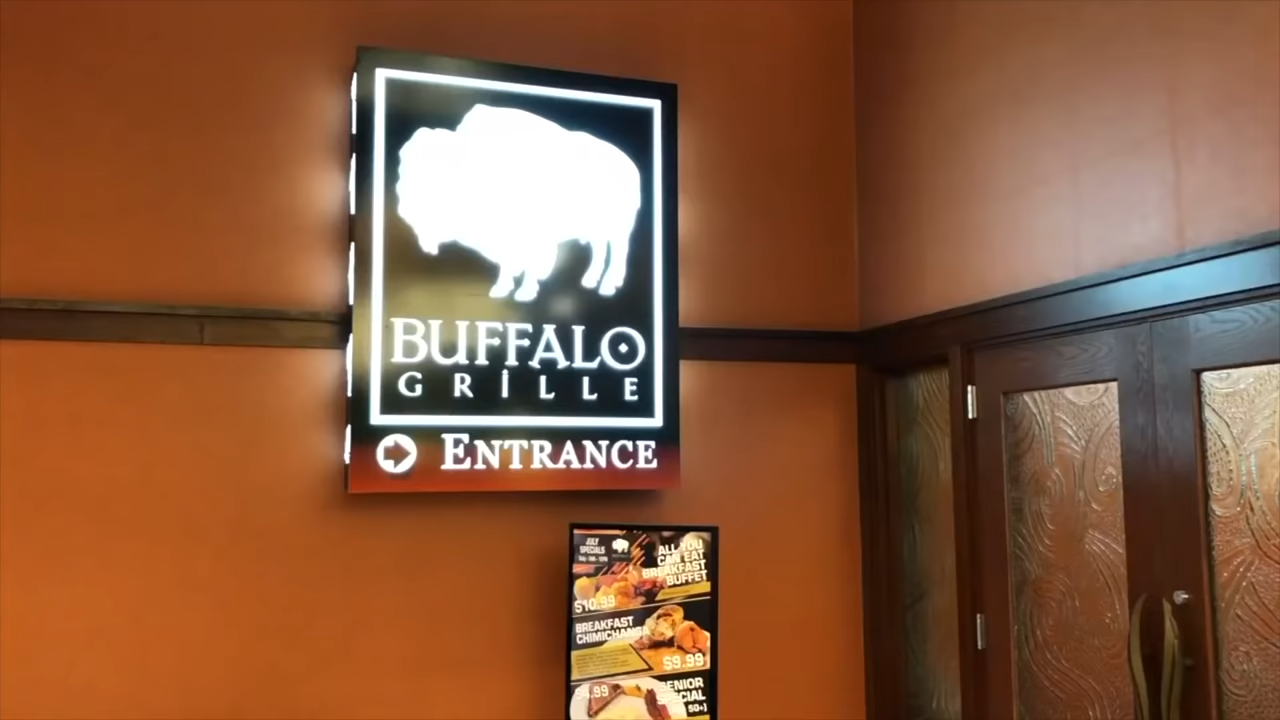 BUFFALO
GRILLE
ENTRANCE
JULY
SPECIALS
ALL YOU
CAN EAT
BREAKFAST
BUFFET
$10.99
BREAKFAST
CHIMICHANGA
$9.99
$4.99
SENIOR
SPECIAL
50+)